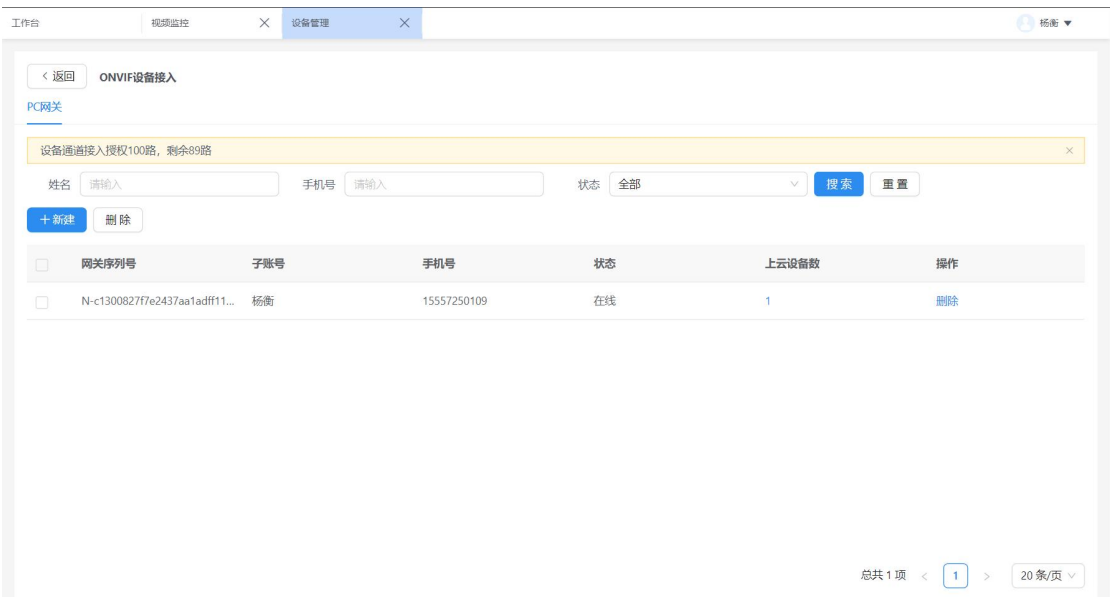 工作台 视频监控 设备管理 杨衡
返回 ONVIF设备接入
PC网关
设备通道接入授权100路，剩余89路
姓名 请输入 手机号 请输入 状态 全部 搜索 重置
新建 删除
网关序列号 子账号 手机号 状态 上云设备数 操作
N-c1300827f7e2437aa1adff11... 杨衡 15557250109 在线 1 删除
总共 1 项 < 1 > 20 条/页